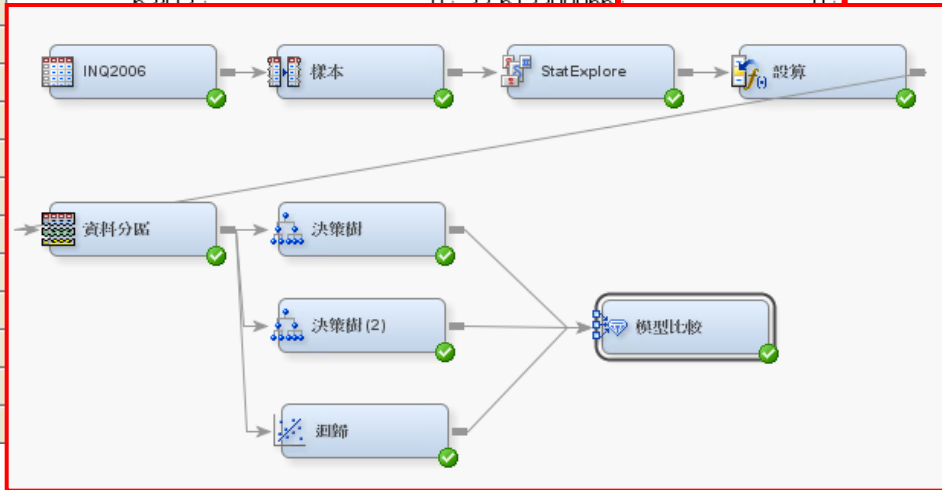 INQ2006
樣本
StatExplore
設算
資料分區
決策樹
決策樹 (2)
模型比較
迴歸